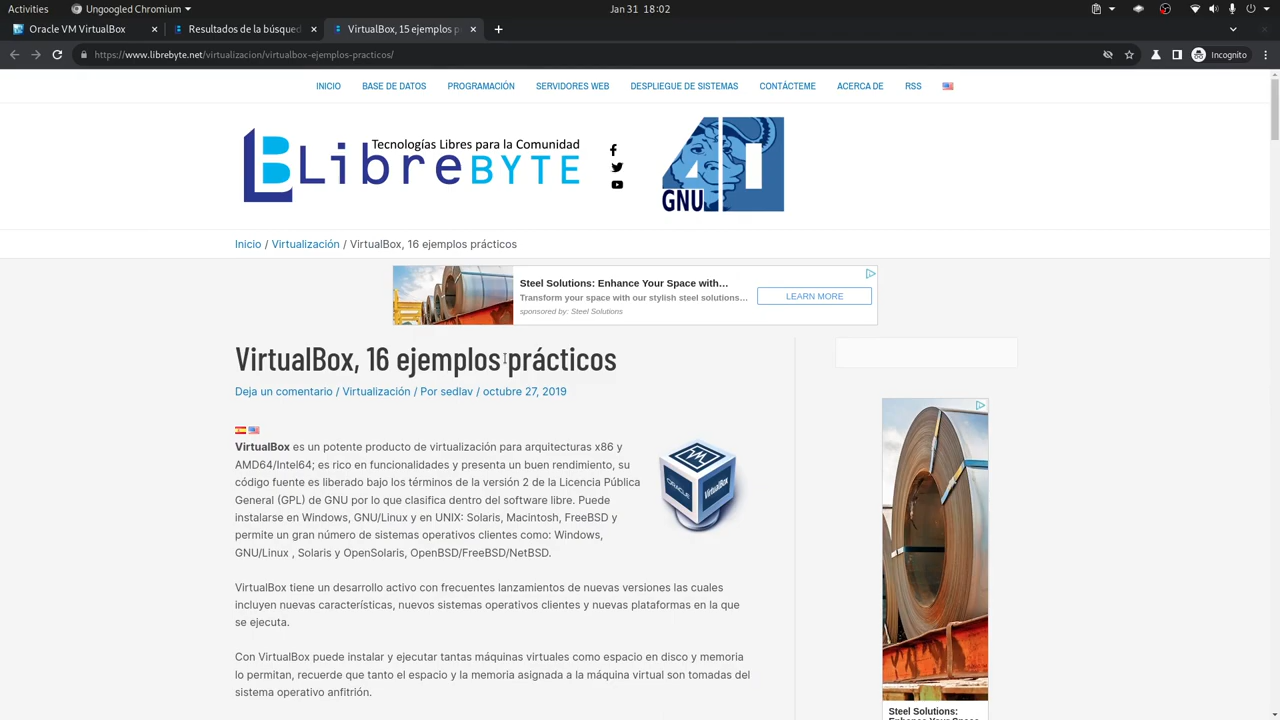 Activities
Ungoogled Chromium
Jan 31 18:02
Oracle VM VirtualBox
Resultados de la búsqued
VirtualBox, 15 ejemplos p
https://www.librebyte.net/virtualizacion/virtualbox-ejemplos-practicos/
Incognito
INICIO
BASE DE DATOS
PROGRAMACIÓN
SERVIDORES WEB
DESPLIEGUE DE SISTEMAS
CONTÁCTEME
ACERCA DE
RSS
Tecnologías Libres para la Comunidad
LibreBYTE
40
GNU
Inicio / Virtualización / VirtualBox, 16 ejemplos prácticos
Steel Solutions: Enhance Your Space with…
Transform your space with our stylish steel solutions…
sponsored by: Steel Solutions
LEARN MORE
VirtualBox, 16 ejemplos prácticos
Deja un comentario / Virtualización / Por sedlav / octubre 27, 2019
VirtualBox es un potente producto de virtualización para arquitecturas x86 y
AMD64/Intel64; es rico en funcionalidades y presenta un buen rendimiento, su
código fuente es liberado bajo los términos de la versión 2 de la Licencia Pública
General (GPL) de GNU por lo que clasifica dentro del software libre. Puede
instalarse en Windows, GNU/Linux y en UNIX: Solaris, Macintosh, FreeBSD y
permite un gran número de sistemas operativos clientes como: Windows,
GNU/Linux , Solaris y OpenSolaris, OpenBSD/FreeBSD/NetBSD.
ORACLE
VirtualBox
VirtualBox tiene un desarrollo activo con frecuentes lanzamientos de nuevas versiones las cuales
incluyen nuevas características, nuevos sistemas operativos clientes y nuevas plataformas en la que
se ejecuta.
Con VirtualBox puede instalar y ejecutar tantas máquinas virtuales como espacio en disco y memoria
lo permitan, recuerde que tanto el espacio y la memoria asignada a la máquina virtual son tomadas del
sistema operativo anfitrión.
Steel Solutions:
Enhance Your Space